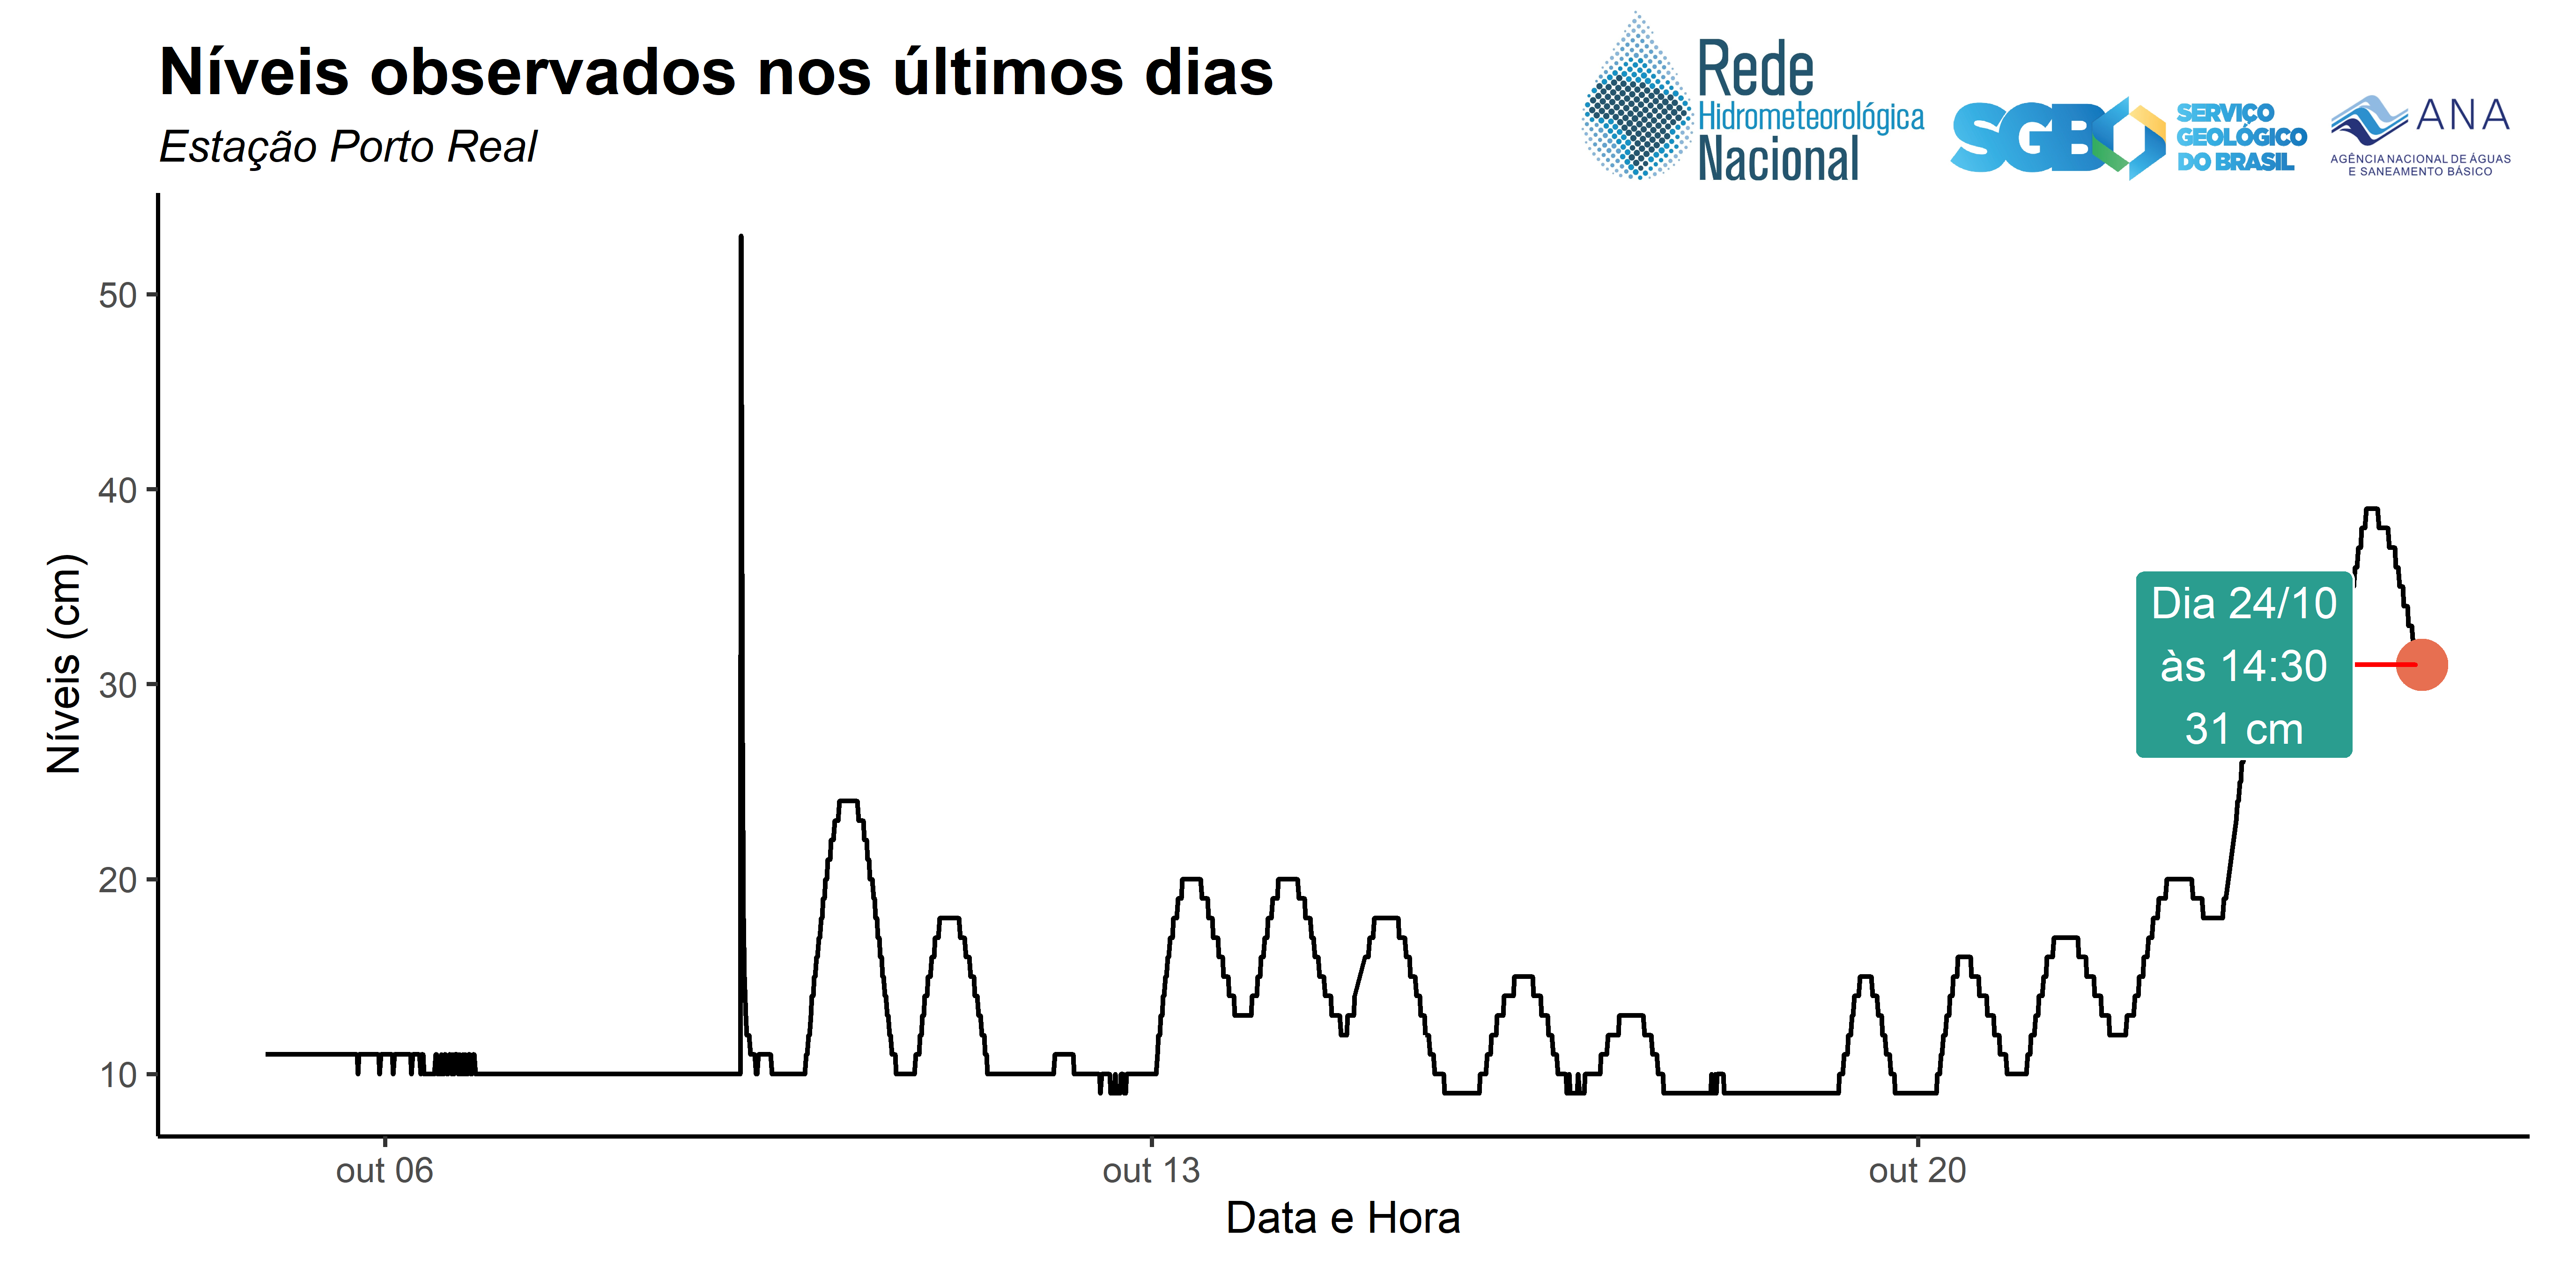 Níveis observados nos últimos dias
Estação Porto Real
Rede
Hidrometeorológica
Nacional
SGB
SERVIÇO
GEOLÓGICO
DO BRASIL
ANA
AGÊNCIA NACIONAL DE ÁGUAS
E SANEAMENTO BÁSICO
Níveis (cm)
50
40
30
20
10
Dia 24/10
às 14:30
31 cm
out 06
out 13
out 20
Data e Hora